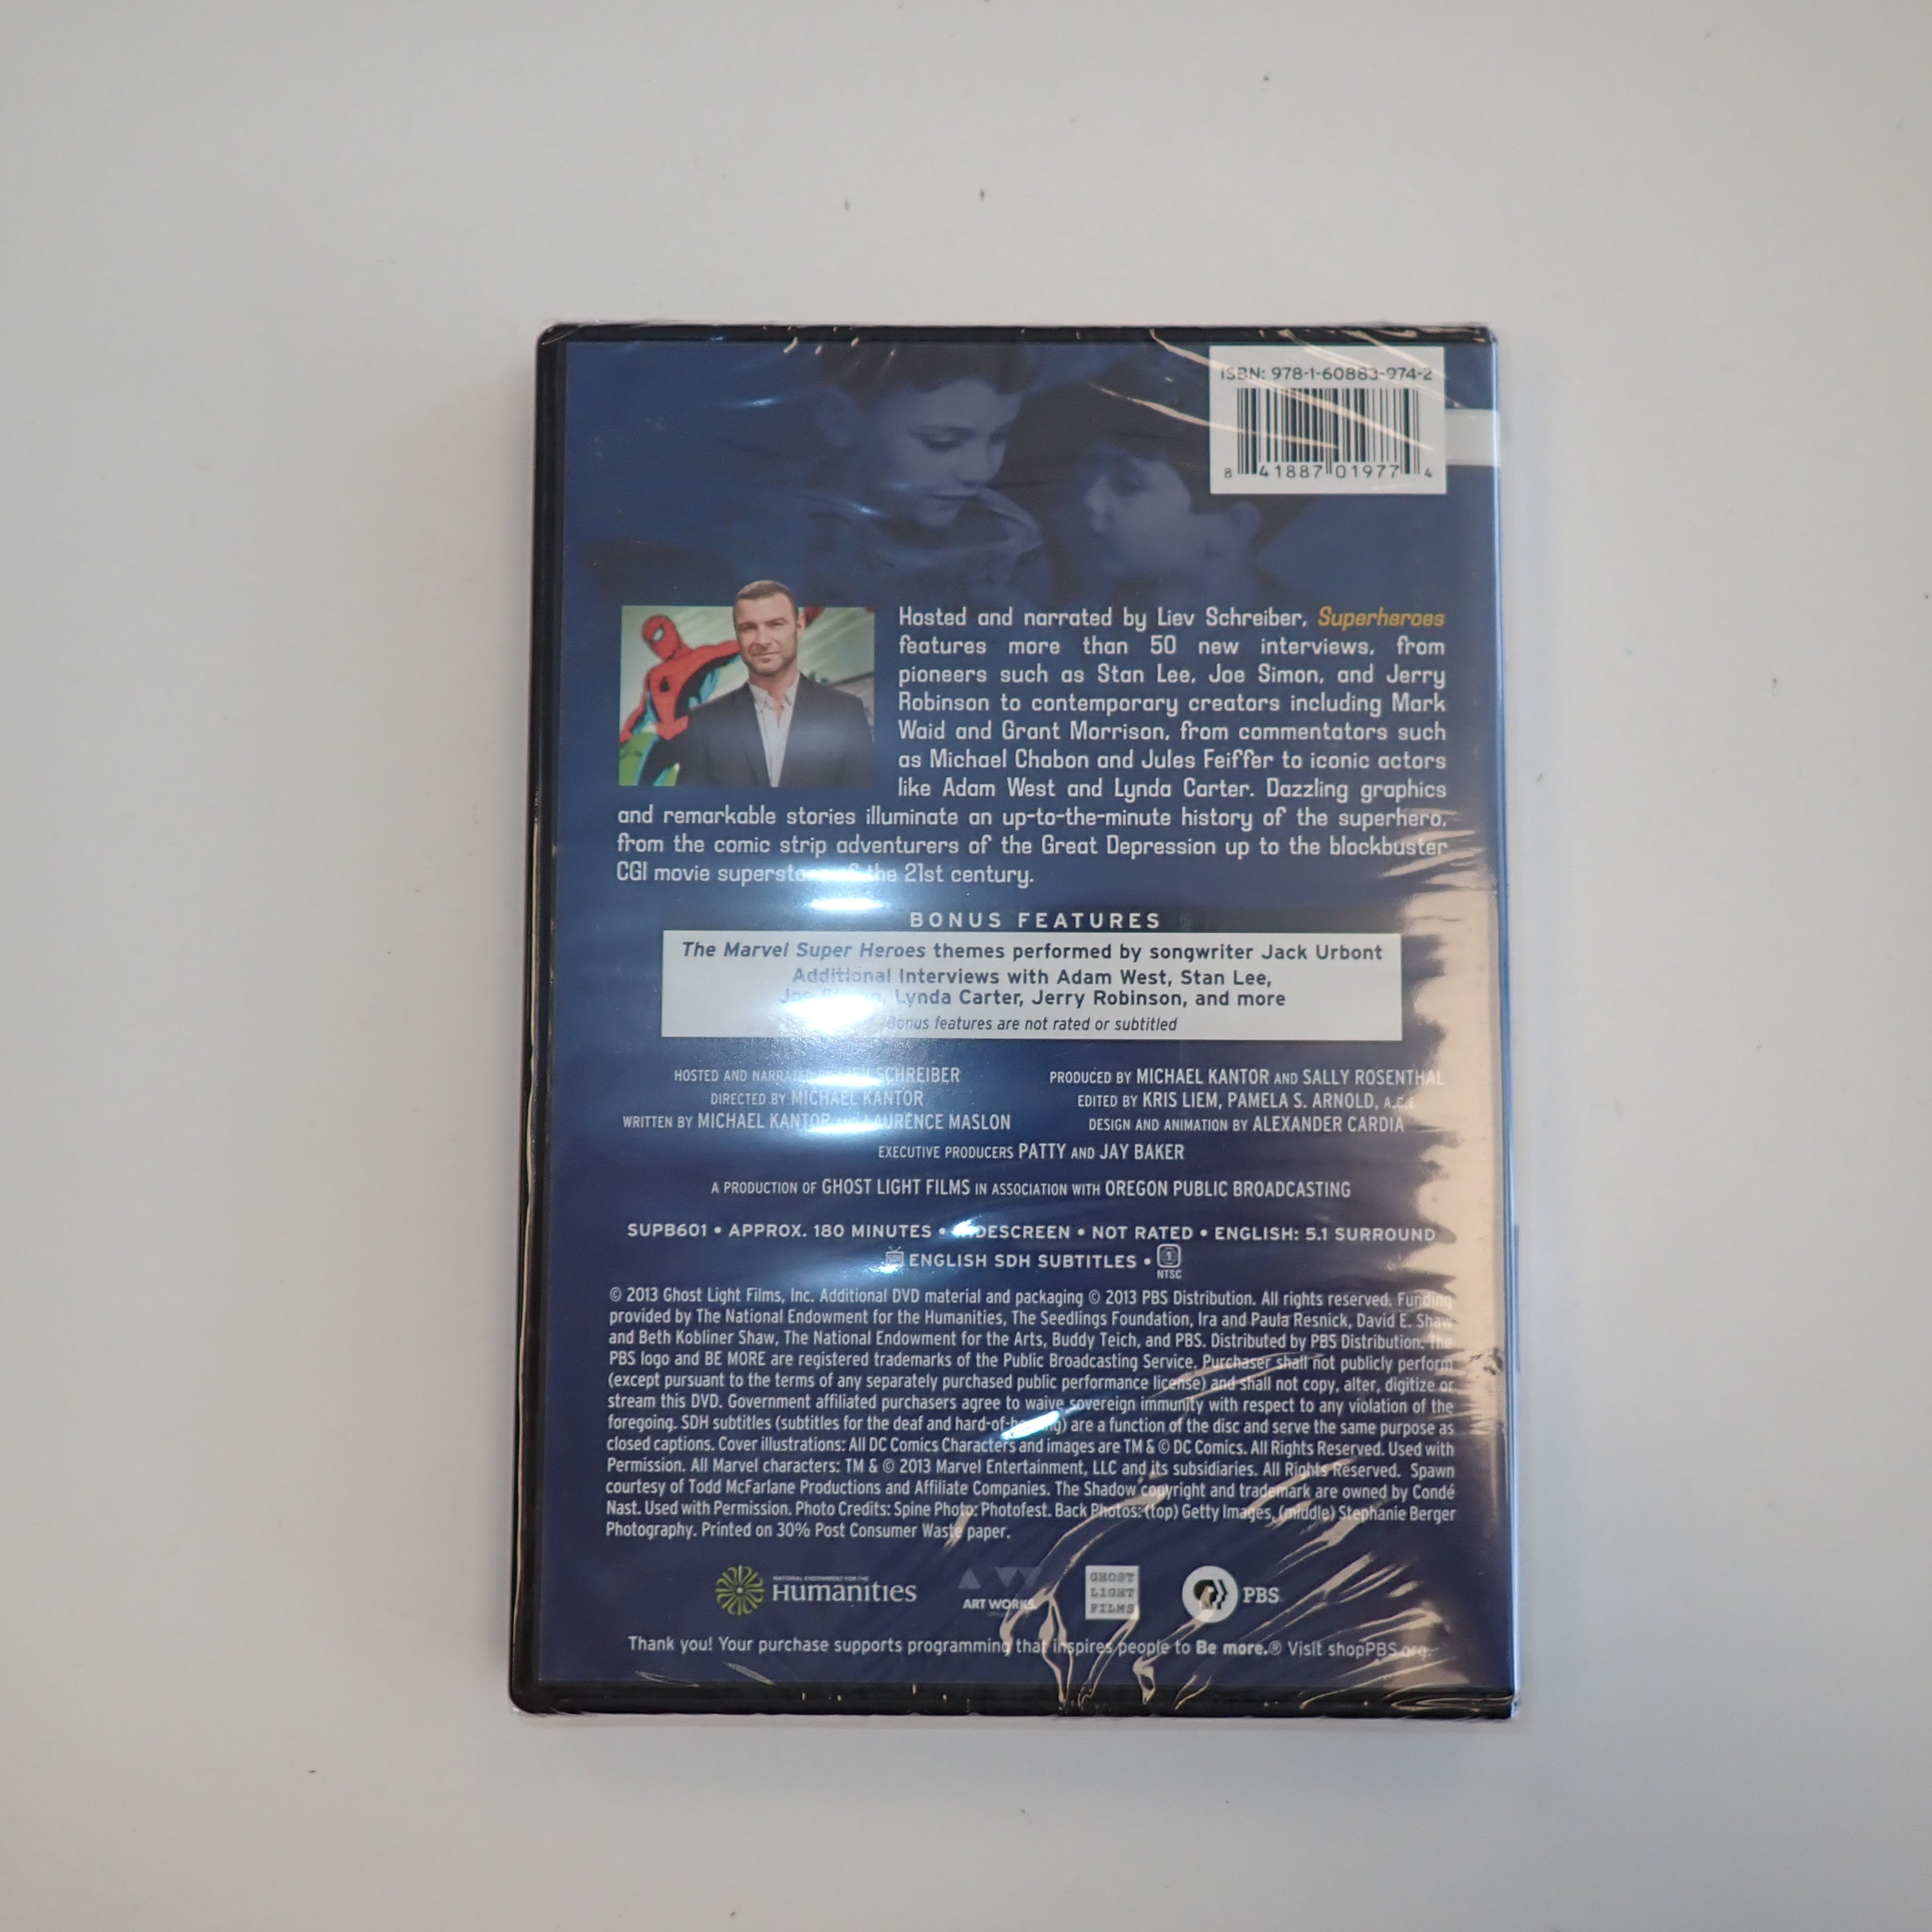 ISBN: 978-1-60883-974-2
8 41887 01977 4
Hosted and narrated by Liev Schreiber, Superheroes
features more than 50 new interviews, from
pioneers such as Stan Lee, Joe Simon, and Jerry
Robinson to contemporary creators including Mark
Waid and Grant Morrison, from commentators such
as Michael Chabon and Jules Feiffer to iconic actors
like Adam West and Lynda Carter. Dazzling graphics
and remarkable stories illuminate an up-to-the-minute history of the superhero,
from the comic strip adventurers of the Great Depression up to the blockbuster
CGI movie the 21st century.
BONUS FEATURES
The Marvel Super Heroes themes performed by songwriter Jack Urbont
Additional Interviews with Adam West, Stan Lee,
Lynda Carter, Jerry Robinson, and more
Bonus features are not rated or subtitled
HOSTED AND NARRATED SCHREIBER
DIRECTED BY MICHAEL KANTOR
WRITTEN BY MICHAEL KANTOR AND LAURENCE MASLON
PRODUCED BY MICHAEL KANTOR AND SALLY ROSENTHAL
EDITED BY KRIS LIEM, PAMELA S. ARNOLD, A.C.E
DESIGN AND ANIMATION BY ALEXANDER CARDIA
EXECUTIVE PRODUCERS PATTY AND JAY BAKER
A PRODUCTION OF GHOST LIGHT FILMS IN ASSOCIATION WITH OREGON PUBLIC BROADCASTING
SUPB601 • APPROX. 180 MINUTES • WIDESCREEN • NOT RATED • ENGLISH: 5.1 SURROUND
ENGLISH SDH SUBTITLES • 1 NTSC
© 2013 Ghost Light Films, Inc. Additional DVD material and packaging © 2013 PBS Distribution. All rights reserved. Funding
provided by The National Endowment for the Humanities, The Seedlings Foundation, Ira and Paula Resnick, David E. Shaw
and Beth Kobliner Shaw, The National Endowment for the Arts, Buddy Teich, and PBS. Distributed by PBS Distribution. The
PBS logo and BE MORE are registered trademarks of the Public Broadcasting Service. Purchaser shall not publicly perform
(except pursuant to the terms of any separately purchased public performance license) and shall not copy, alter, digitize or
stream this DVD. Government affiliated purchasers agree to waive sovereign immunity with respect to any violation of the
foregoing. SDH subtitles (subtitles for the deaf and hard-of-hearing) are a function of the disc and serve the same purpose as
closed captions. Cover illustrations: All DC Comics Characters and images are TM & © DC Comics. All Rights Reserved. Used with
Permission. All Marvel characters: TM & © 2013 Marvel Entertainment, LLC and its subsidiaries. All Rights Reserved. Spawn
courtesy of Todd McFarlane Productions and Affiliate Companies. The Shadow copyright and trademark are owned by Condé
Nast. Used with Permission. Photo Credits: Spine Photo: Photofest. Back Photos: (top) Getty Images, (middle) Stephanie Berger
Photography. Printed on 30% Post Consumer Waste paper.
NATIONAL ENDOWMENT FOR THE
Humanities
ART WORKS.
GHOST
LIGHT
FILMS
PBS
Thank you! Your purchase supports programming that inspires people to Be more.® Visit shopPBS.org.